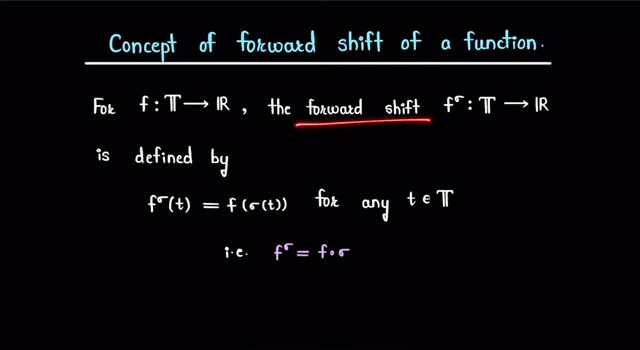 Concept of forward shift of a function.
For f : 𝕋 → ℝ, the forward shift f^σ : 𝕋 → ℝ
is defined by
f^σ(t) = f(σ(t)) for any t ∈ 𝕋
i.e. f^σ = f∘σ